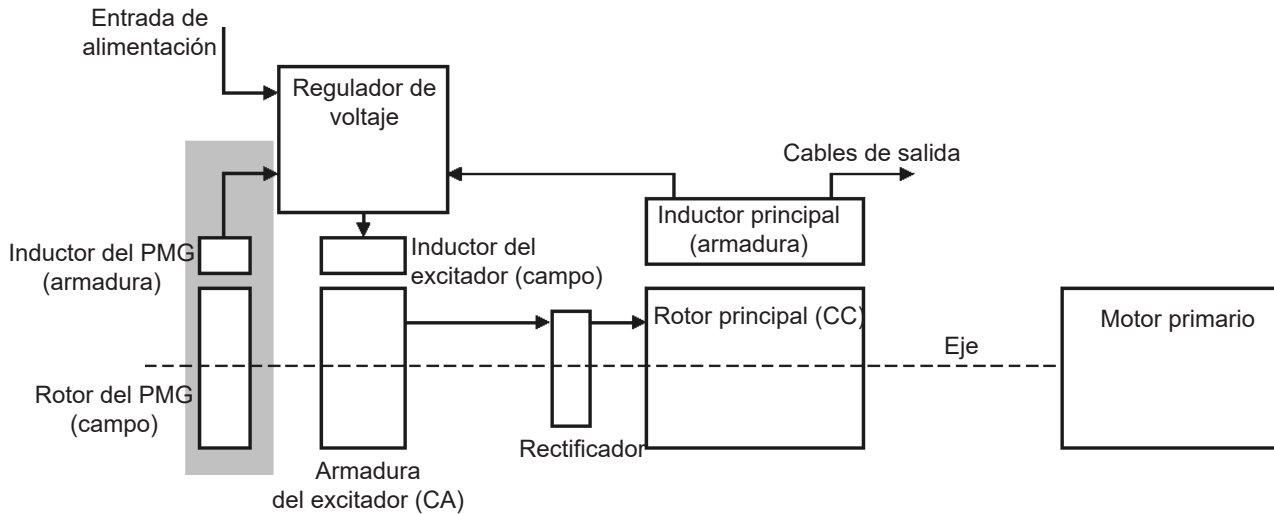 Entrada de
alimentación
Regulador de
voltaje
Cables de salida
Inductor principal
(armadura)
Inductor del PMG
(armadura)
Inductor del
excitador (campo)
Rotor principal (CC)
Motor primario
Eje
Rotor del PMG
(campo)
Rectificador
Armadura
del excitador (CA)